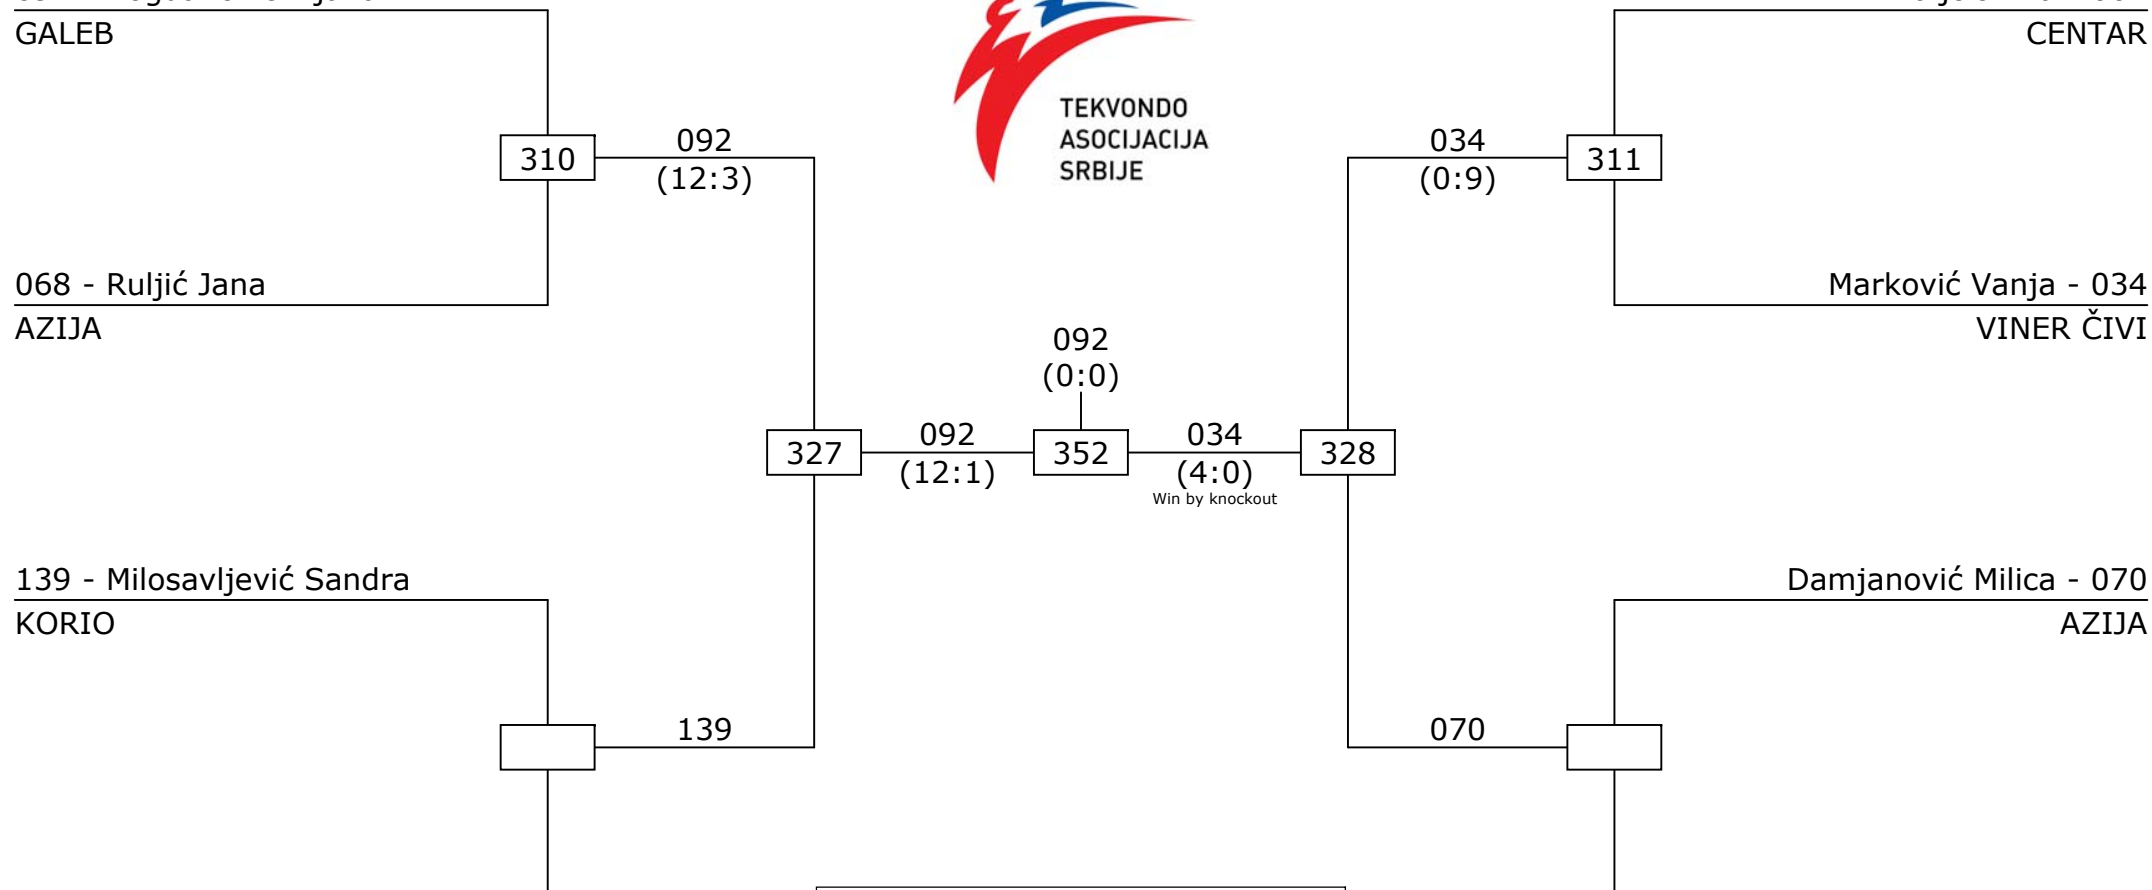 GALEB
CENTAR
TEKVONDO
ASOCIJACIJA
SRBIJE
310
092
(12:3)
034
(0:9)
311
068 - Ruljić Jana
AZIJA
Marković Vanja - 034
VINER ČIVI
092
(0:0)
327
092
(12:1)
352
034
(4:0)
Win by knockout
328
139 - Milosavljević Sandra
KORIO
Damjanović Milica - 070
AZIJA
139
070